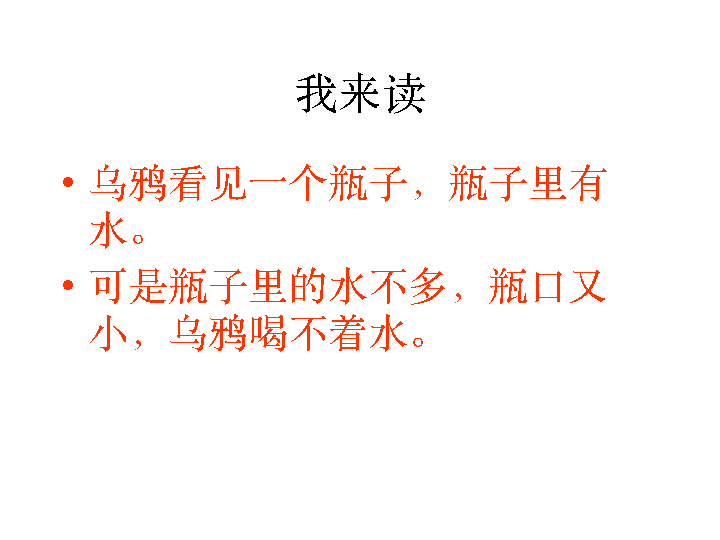 我来读
• 乌鸦看见一个瓶子，瓶子里有
水。
• 可是瓶子里的水不多，瓶口又
小，乌鸦喝不着水。